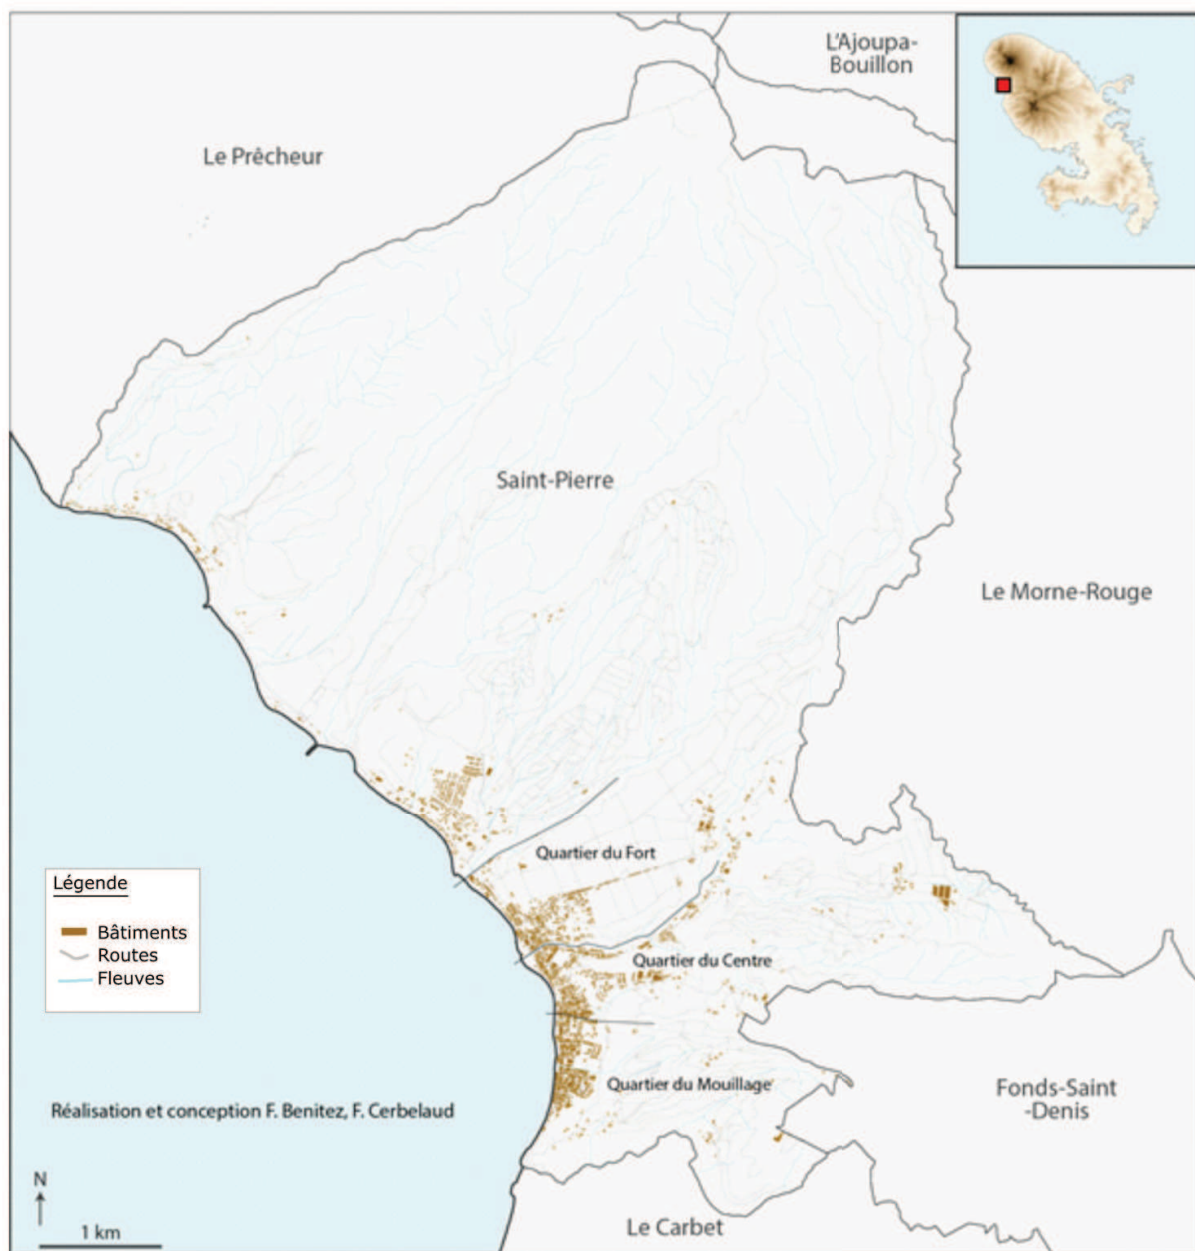 L'Ajoupa-
Bouillon
Le Prêcheur
Saint-Pierre
Le Morne-Rouge
Quartier du Fort
Légende
Bâtiments
Routes
Fleuves
Quartier du Centre
Quartier du Mouillage
Fonds-Saint
-Denis
Réalisation et conception F. Benitez, F. Cerbelaud
N
1 km
Le Carbet